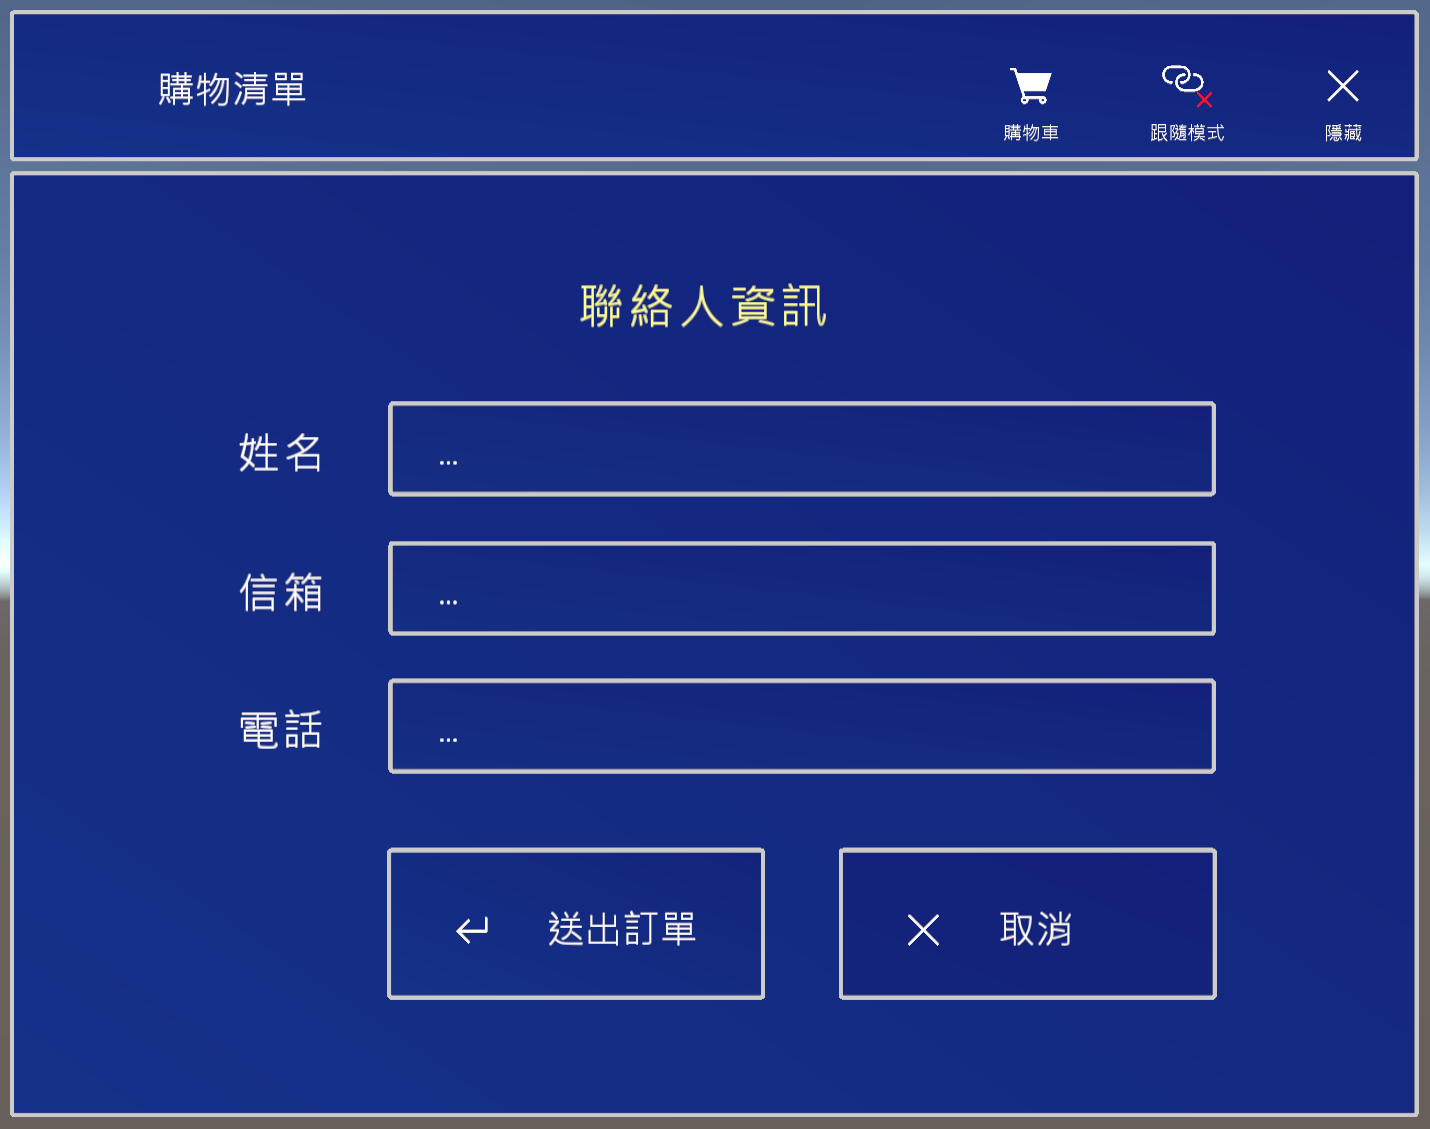 購物清單
購物車 跟隨模式 隱藏
聯絡人資訊
姓名 ...
信箱 ...
電話 ...
送出訂單 取消